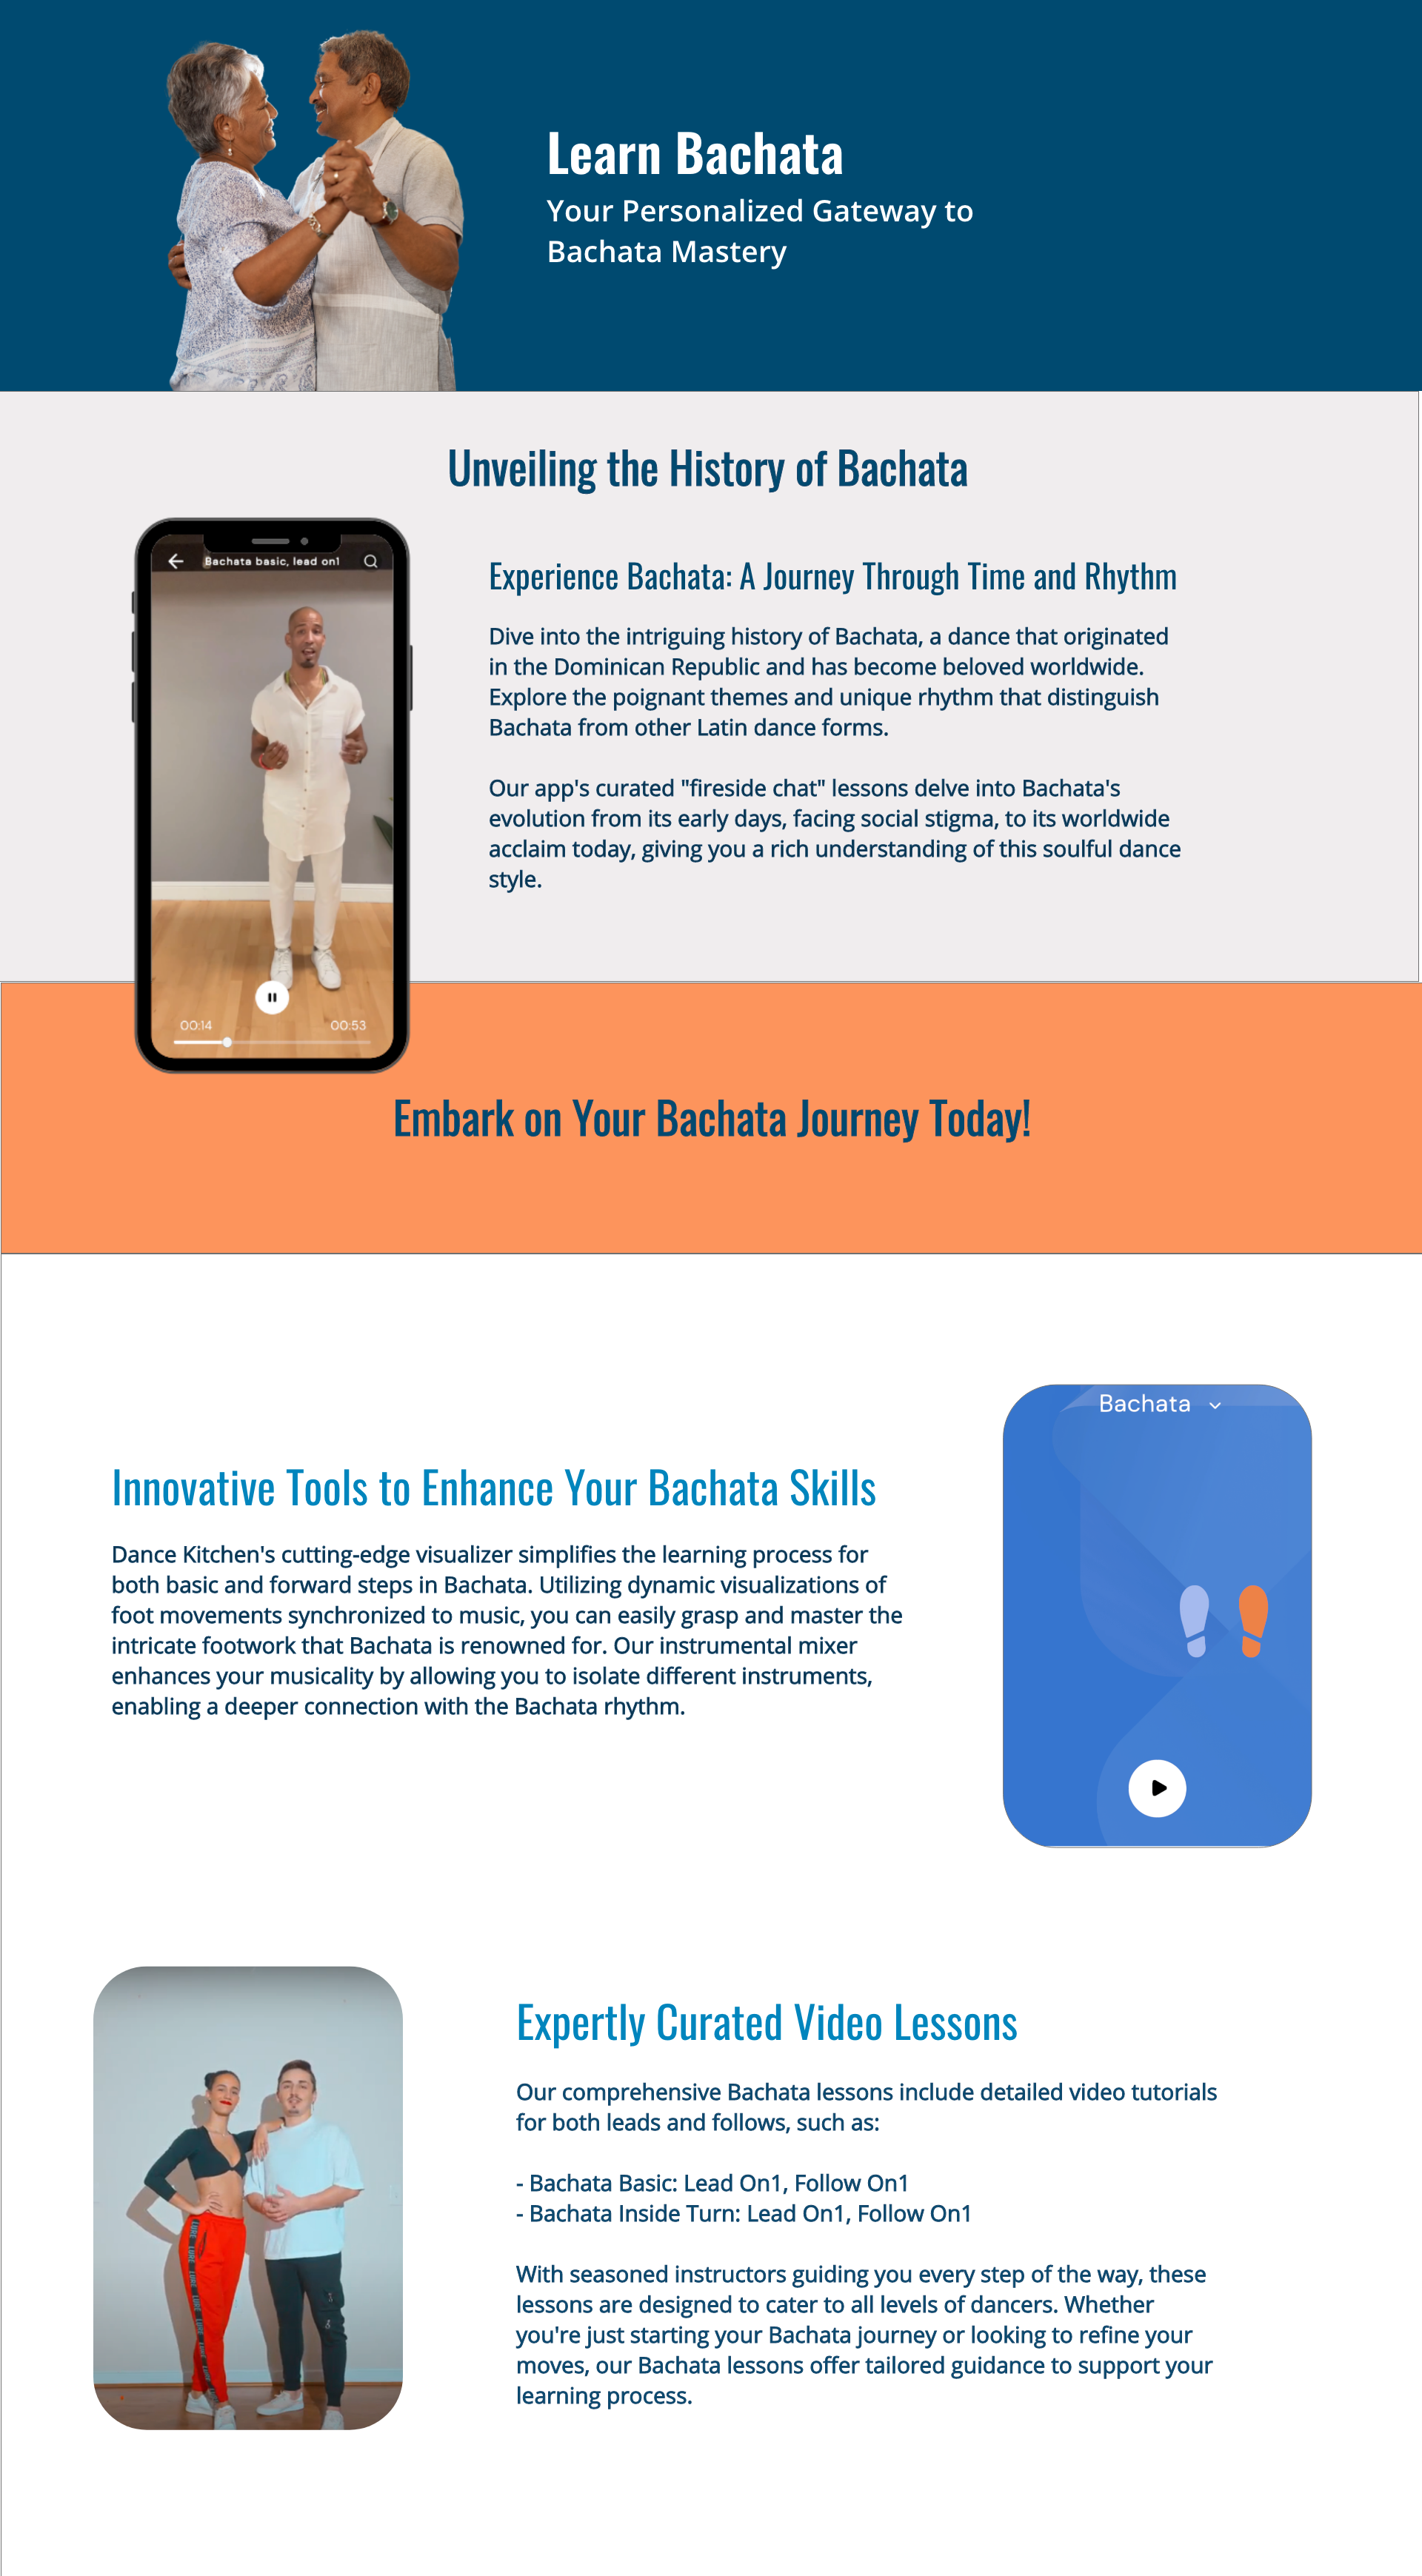 Learn Bachata
Your Personalized Gateway to
Bachata Mastery
Unveiling the History of Bachata
Bachata basic, lead on1
00:14
00:53
Experience Bachata: A Journey Through Time and Rhythm
Dive into the intriguing history of Bachata, a dance that originated
in the Dominican Republic and has become beloved worldwide.
Explore the poignant themes and unique rhythm that distinguish
Bachata from other Latin dance forms.
Our app's curated "fireside chat" lessons delve into Bachata's
evolution from its early days, facing social stigma, to its worldwide
acclaim today, giving you a rich understanding of this soulful dance
style.
Embark on Your Bachata Journey Today!
Innovative Tools to Enhance Your Bachata Skills
Dance Kitchen's cutting-edge visualizer simplifies the learning process for
both basic and forward steps in Bachata. Utilizing dynamic visualizations of
foot movements synchronized to music, you can easily grasp and master the
intricate footwork that Bachata is renowned for. Our instrumental mixer
enhances your musicality by allowing you to isolate different instruments,
enabling a deeper connection with the Bachata rhythm.
Bachata
Expertly Curated Video Lessons
Our comprehensive Bachata lessons include detailed video tutorials
for both leads and follows, such as:
- Bachata Basic: Lead On1, Follow On1
- Bachata Inside Turn: Lead On1, Follow On1
With seasoned instructors guiding you every step of the way, these
lessons are designed to cater to all levels of dancers. Whether
you're just starting your Bachata journey or looking to refine your
moves, our Bachata lessons offer tailored guidance to support your
learning process.